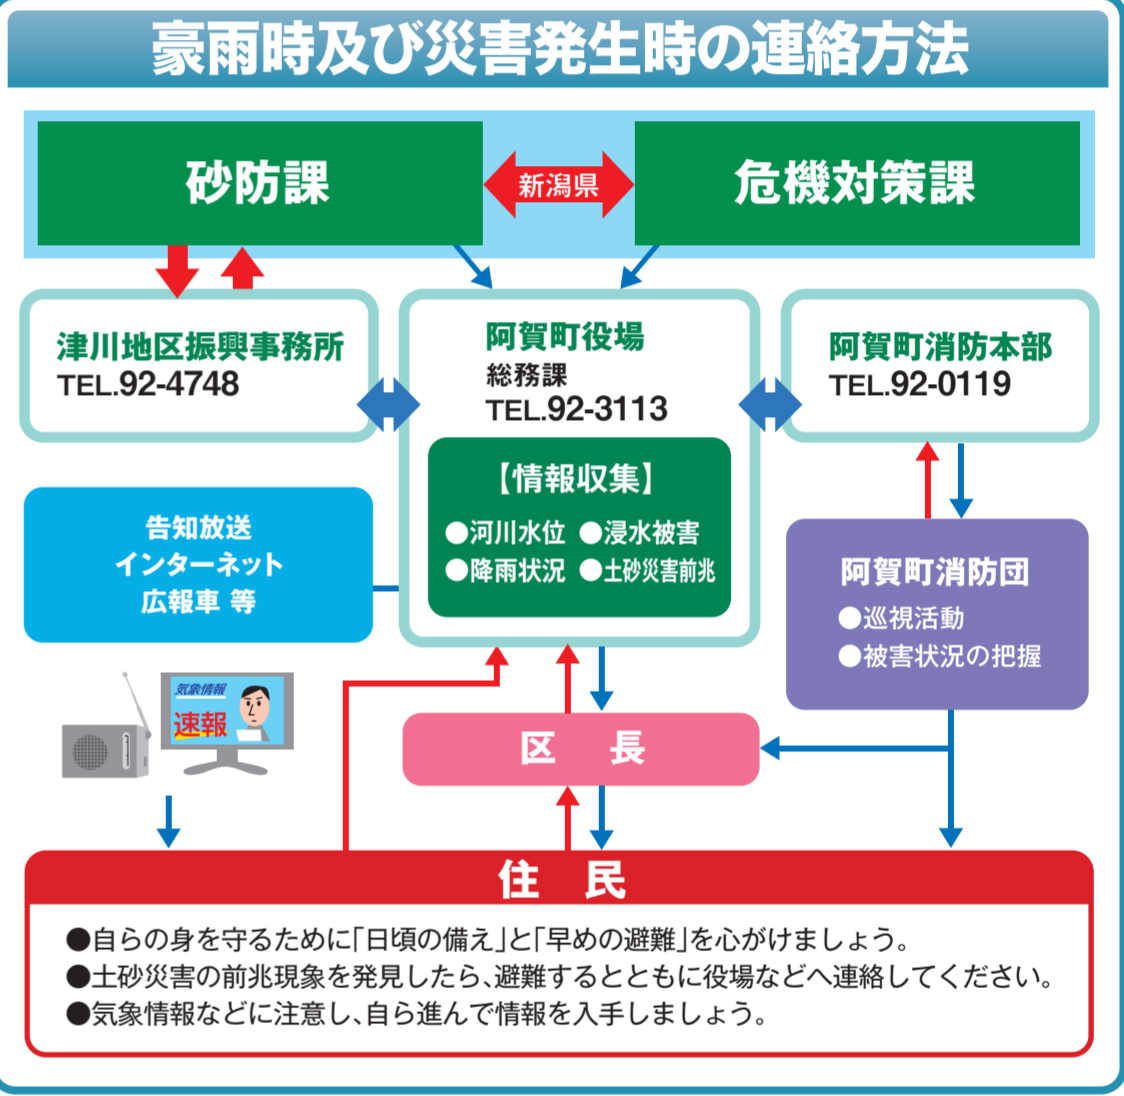 豪雨時及び災害発生時の連絡方法
砂防課
新潟県
危機対策課
津川地区振興事務所
TEL.92-4748
阿賀町役場
総務課
TEL.92-3113
阿賀町消防本部
TEL.92-0119
【情報収集】
●河川水位 ●浸水被害
●降雨状況 ●土砂災害前兆
告知放送
インターネット
広報車 等
阿賀町消防団
●巡視活動
●被害状況の把握
気象情報
速報
区 長
住 民
●自らの身を守るために「日頃の備え」と「早めの避難」を心がけましょう。
●土砂災害の前兆現象を発見したら、避難するとともに役場などへ連絡してください。
●気象情報などに注意し、自ら進んで情報を入手しましょう。